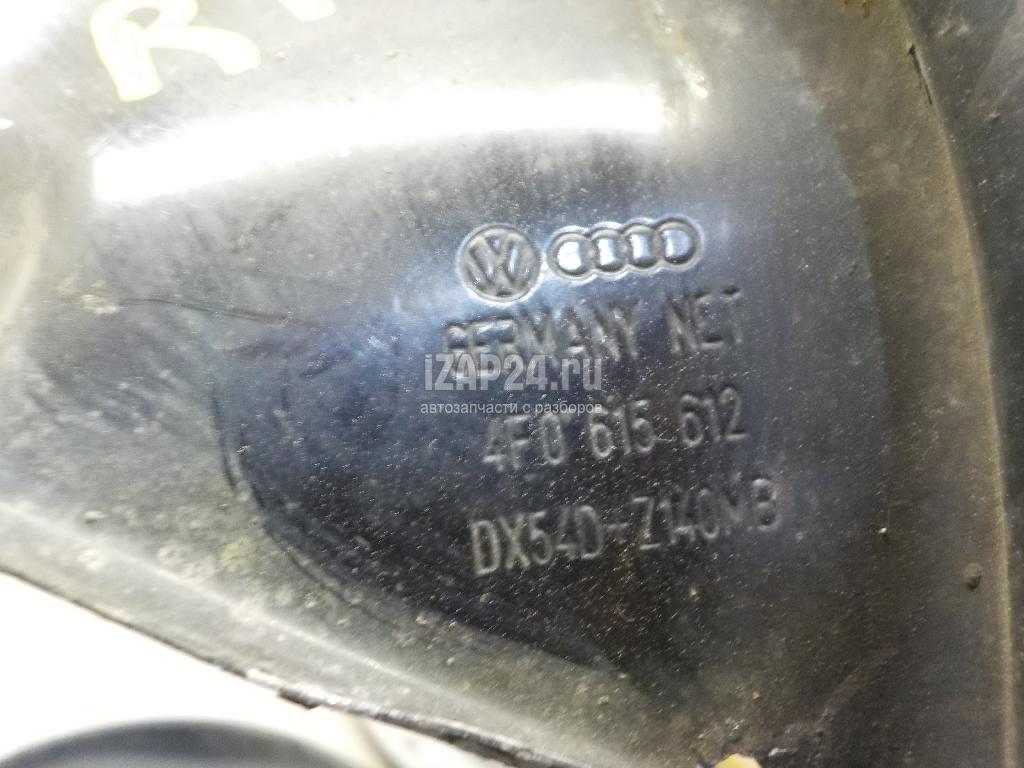 GERMANY NET
iZAP24.ru
автозапчасти с разборов
4F0 615 612
DX54D+Z140MB